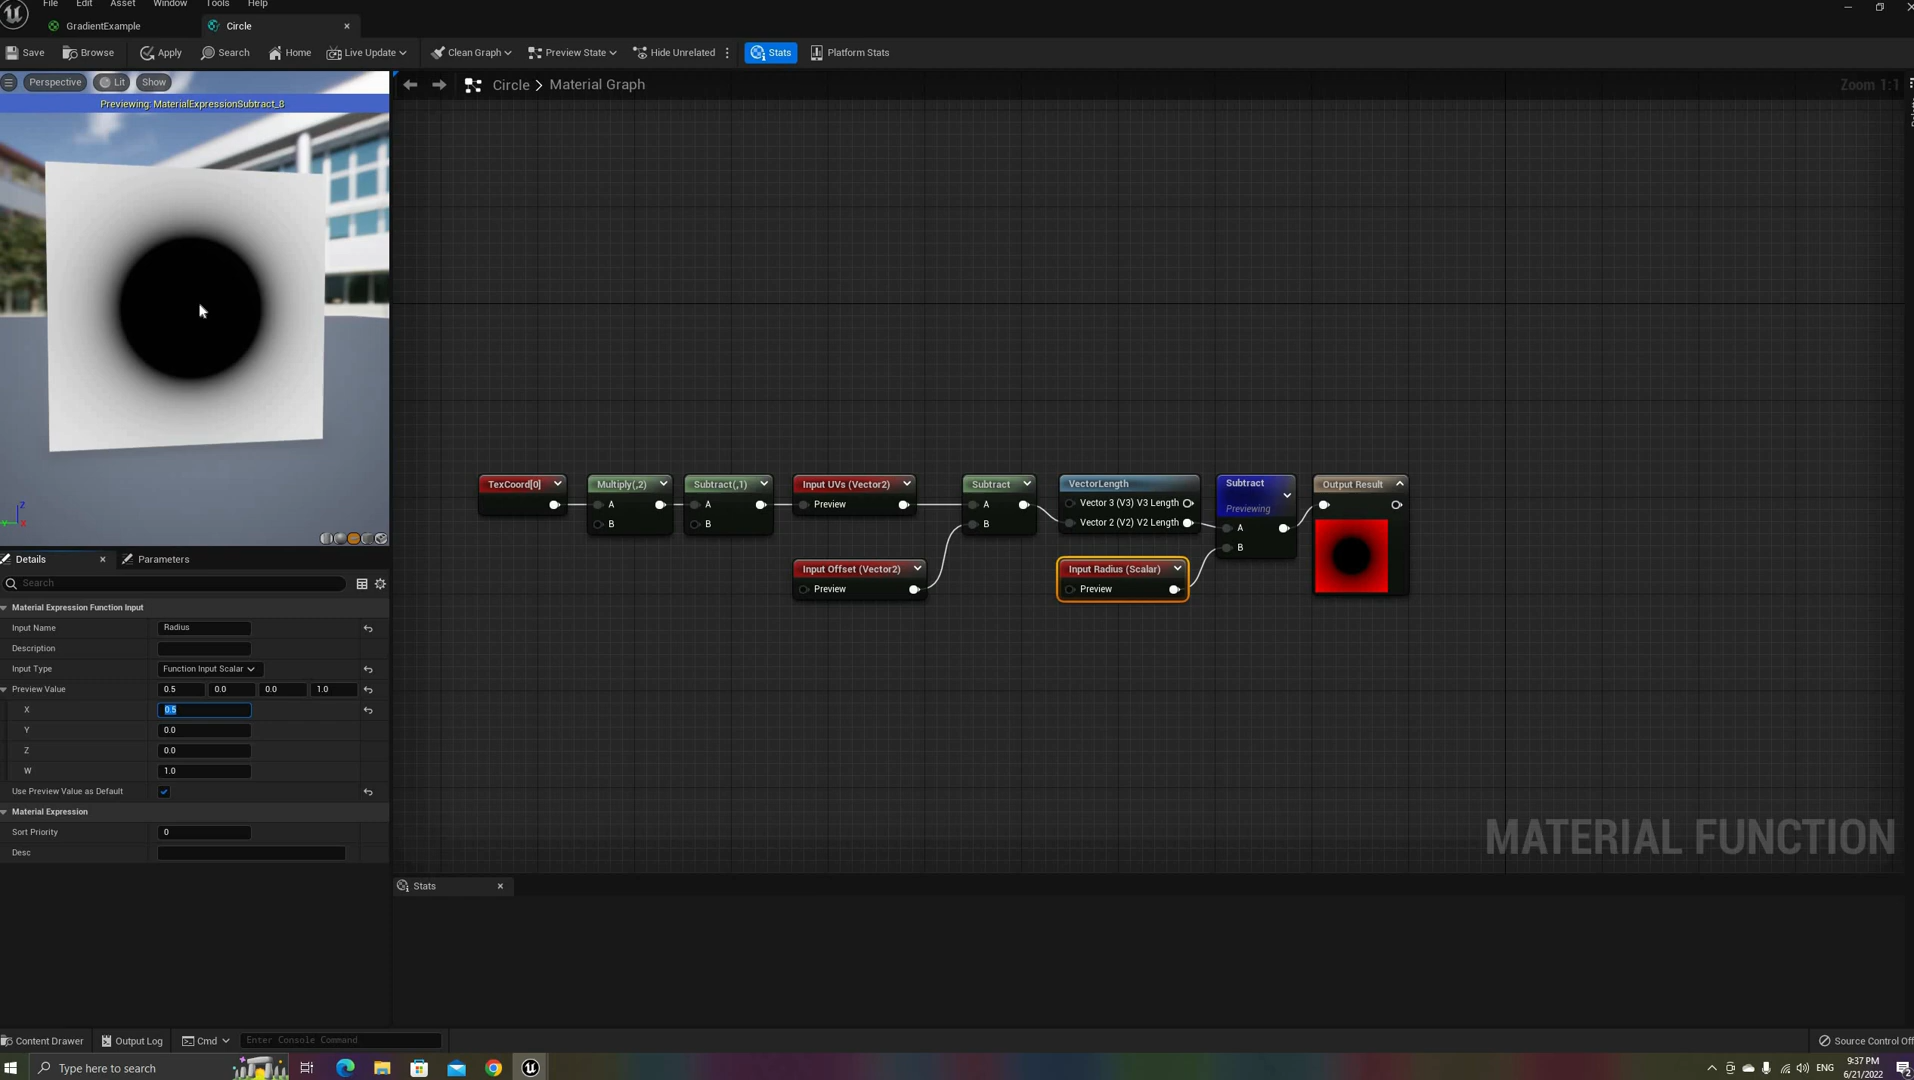 File Edit Asset Window Tools Help
GradientExample
Circle
Save Browse Apply Search Home Live Update Clean Graph Preview State Hide Unrelated Stats Platform Stats
Perspective Lit Show
Previewing: MaterialExpressionSubtract_8
Circle > Material Graph
Zoom 1:1
TexCoord[0]
Multiply(,2)
A
B
Subtract(,1)
A
B
Input UVs (Vector2)
Preview
Input Offset (Vector2)
Preview
Subtract
A
B
VectorLength
Vector 3 (V3) V3 Length
Vector 2 (V2) V2 Length
Input Radius (Scalar)
Preview
Subtract
Previewing
A
B
Output Result
Z
X
Details
Parameters
Search
Material Expression Function Input
Input Name Radius
Description
Input Type Function Input Scalar
Preview Value 0.5 0.0 0.0 1.0
X 0.5
Y 0.0
Z 0.0
W 1.0
Use Preview Value as Default
Material Expression
Sort Priority 0
Desc
MATERIAL FUNCTION
Stats
Content Drawer Output Log Cmd Enter Console Command
Source Control Off
Type here to search
ENG
9:37 PM
6/21/2022
2